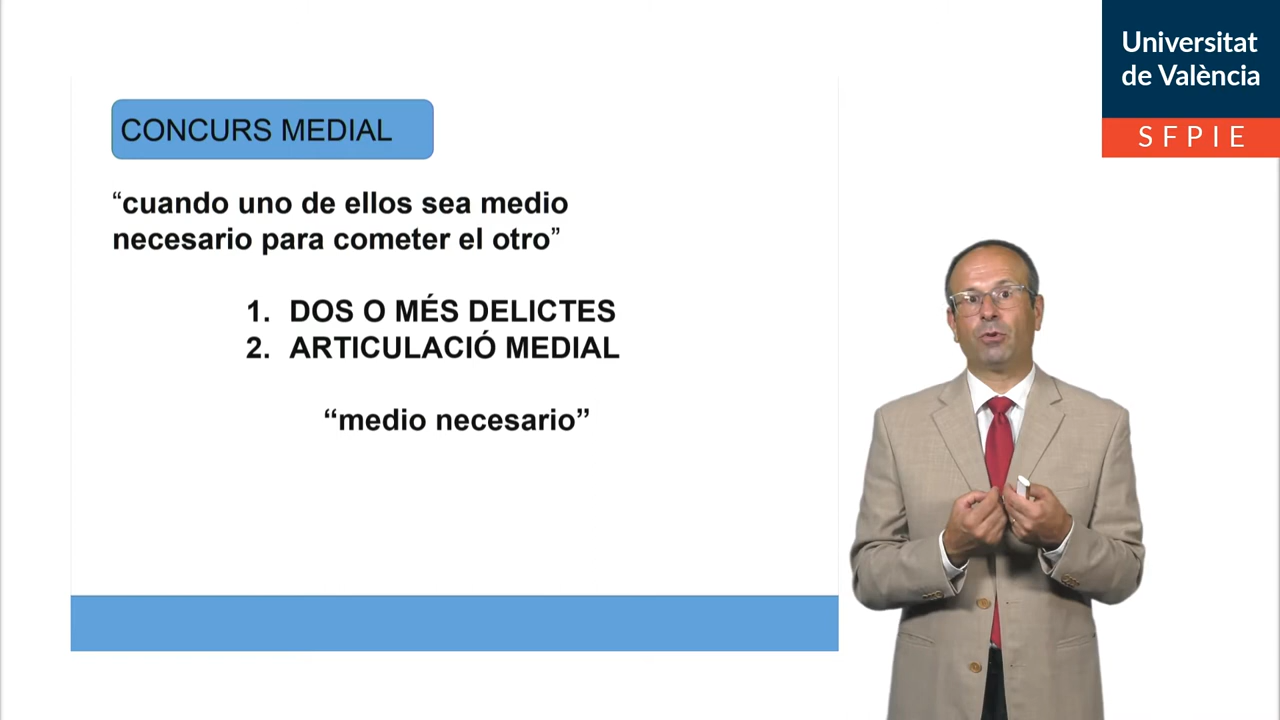 Universitat
de València
SFPIE
CONCURS MEDIAL
“cuando uno de ellos sea medio
necesario para cometer el otro”
1. DOS O MÉS DELICTES
2. ARTICULACIÓ MEDIAL
“medio necesario”